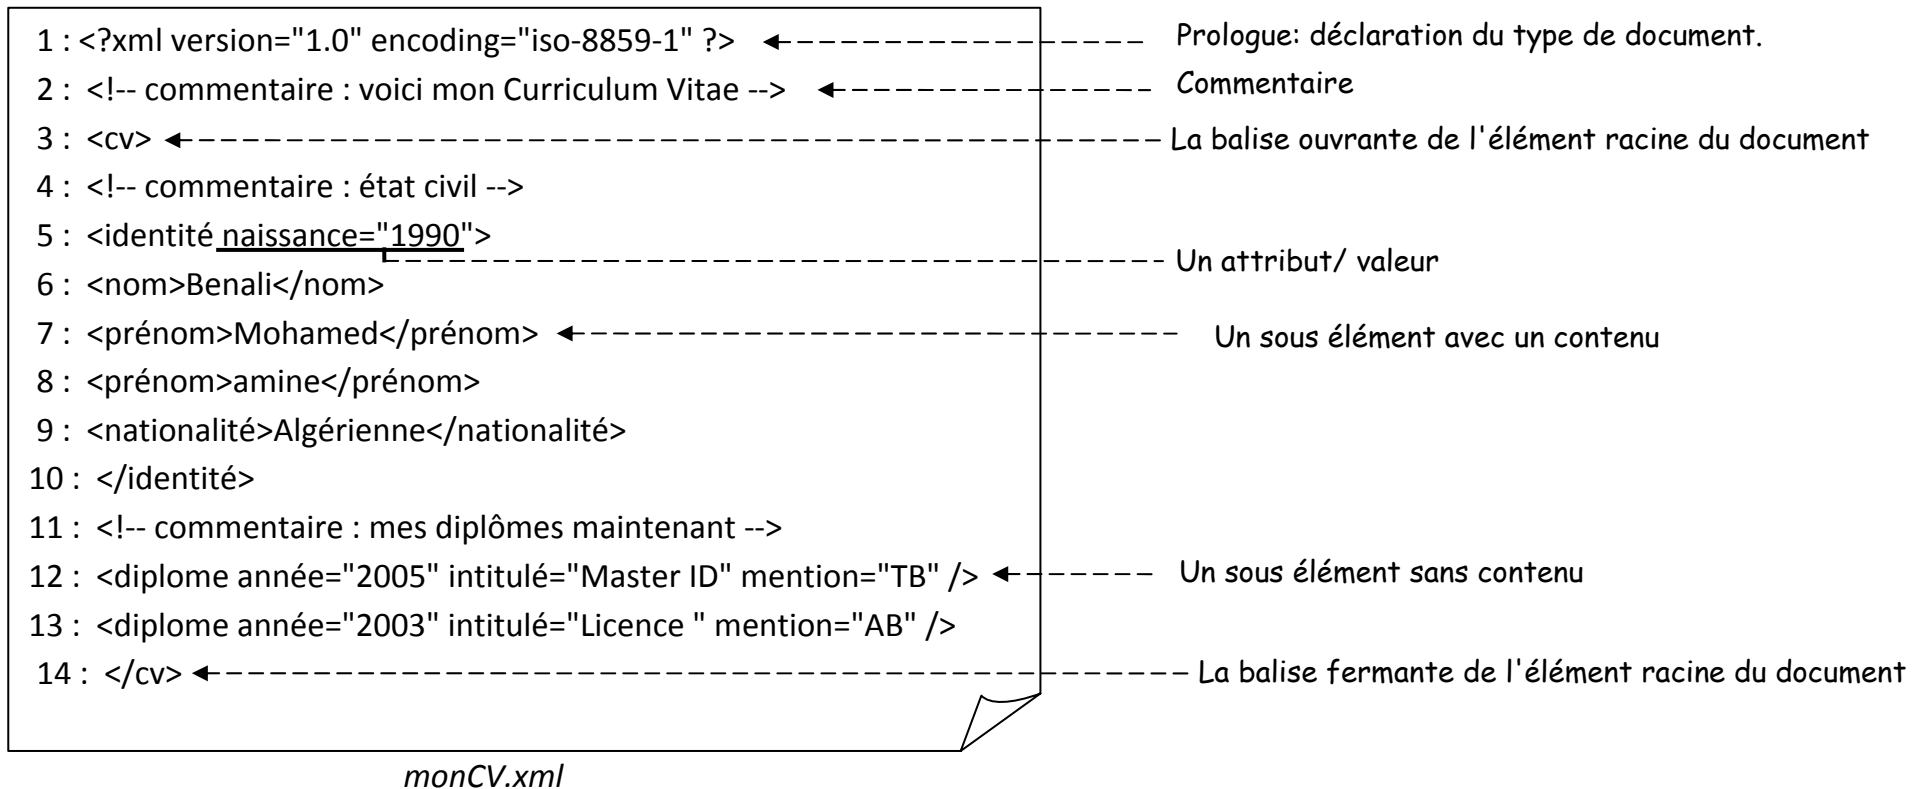 1 : <?xml version="1.0" encoding="iso-8859-1" ?>
Prologue: déclaration du type de document.
2 : <!-- commentaire : voici mon Curriculum Vitae -->
Commentaire
3 : <cv>
La balise ouvrante de l'élément racine du document
4 : <!-- commentaire : état civil -->
5 : <identité naissance="1990">
Un attribut/ valeur
6 : <nom>Benali</nom>
7 : <prénom>Mohamed</prénom>
Un sous élément avec un contenu
8 : <prénom>amine</prénom>
9 : <nationalité>Algérienne</nationalité>
10 : </identité>
11 : <!-- commentaire : mes diplômes maintenant -->
12 : <diplome année="2005" intitulé="Master ID" mention="TB" />
Un sous élément sans contenu
13 : <diplome année="2003" intitulé="Licence " mention="AB" />
14 : </cv>
La balise fermante de l'élément racine du document
monCV.xml